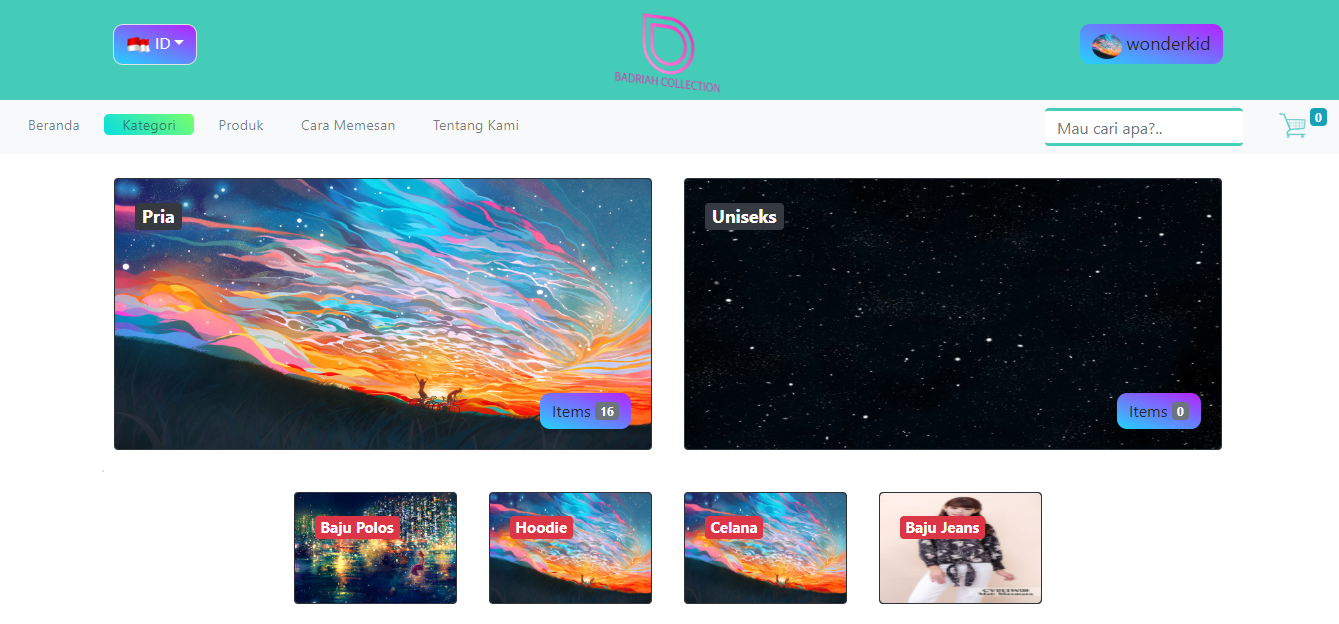 ID
BADRIAH COLLECTION
wonderkid
Beranda
Kategori
Produk
Cara Memesan
Tentang Kami
Mau cari apa?..
0
Pria
Uniseks
Items 16
Items 0
Baju Polos
Hoodie
Celana
Baju Jeans